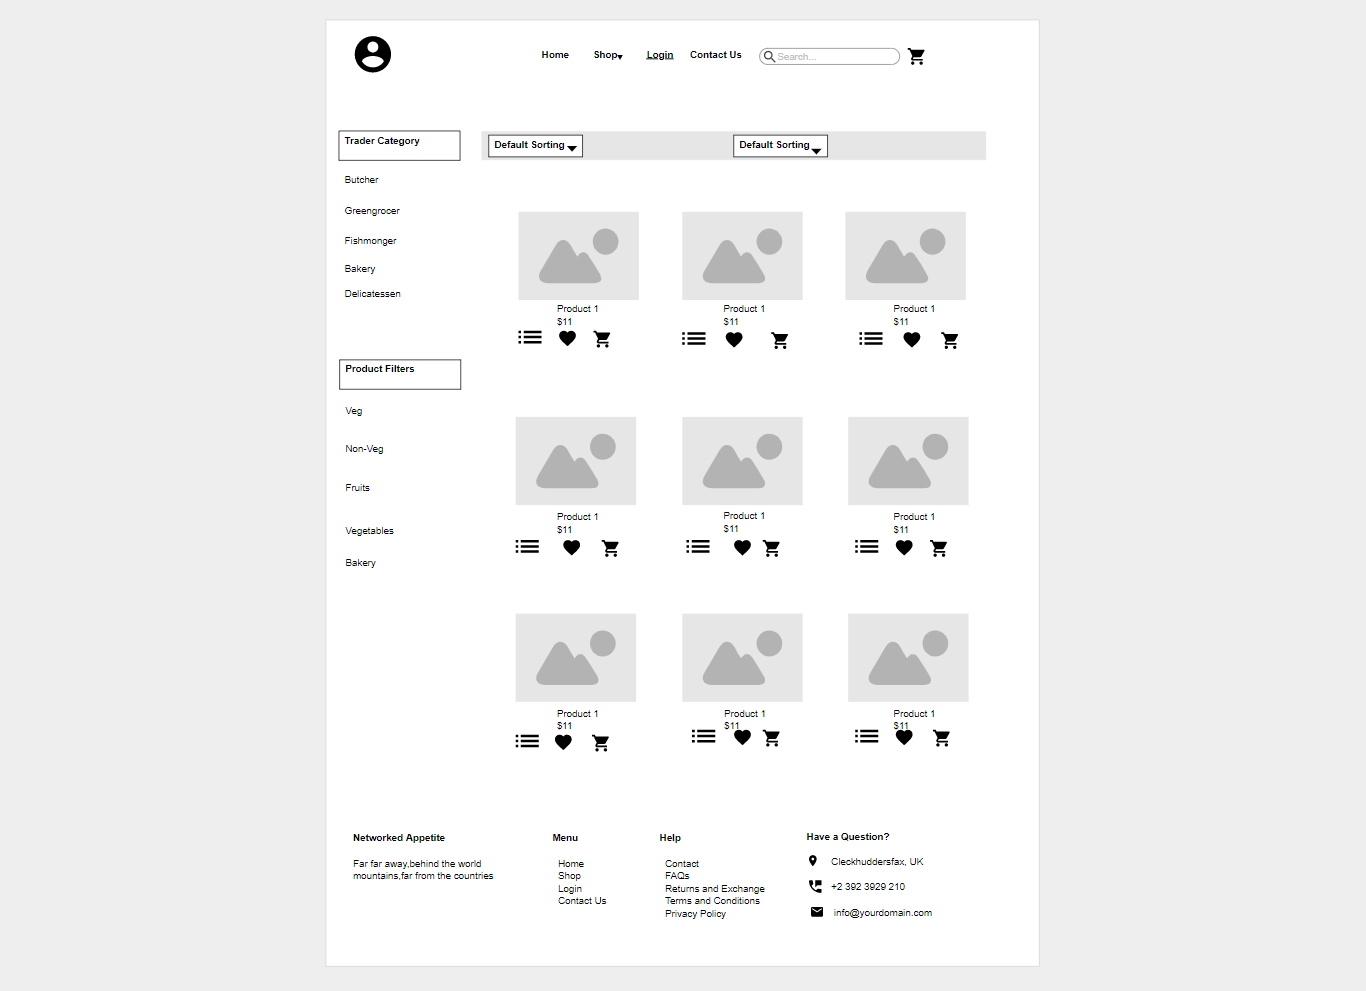 Home
Shop
Login
Contact Us
Search...
Trader Category
Butcher
Greengrocer
Fishmonger
Bakery
Delicatessen
Product Filters
Veg
Non-Veg
Fruits
Vegetables
Bakery
Default Sorting
Default Sorting
Product 1
$11
Product 1
$11
Product 1
$11
Product 1
$11
Product 1
$11
Product 1
$11
Product 1
$11
Product 1
$11
Product 1
$11
Networked Appetite
Far far away,behind the world
mountains,far from the countries
Menu
Home
Shop
Login
Contact Us
Help
Contact
FAQs
Returns and Exchange
Terms and Conditions
Privacy Policy
Have a Question?
Cleckhuddersfax, UK
+2 392 3929 210
info@yourdomain.com